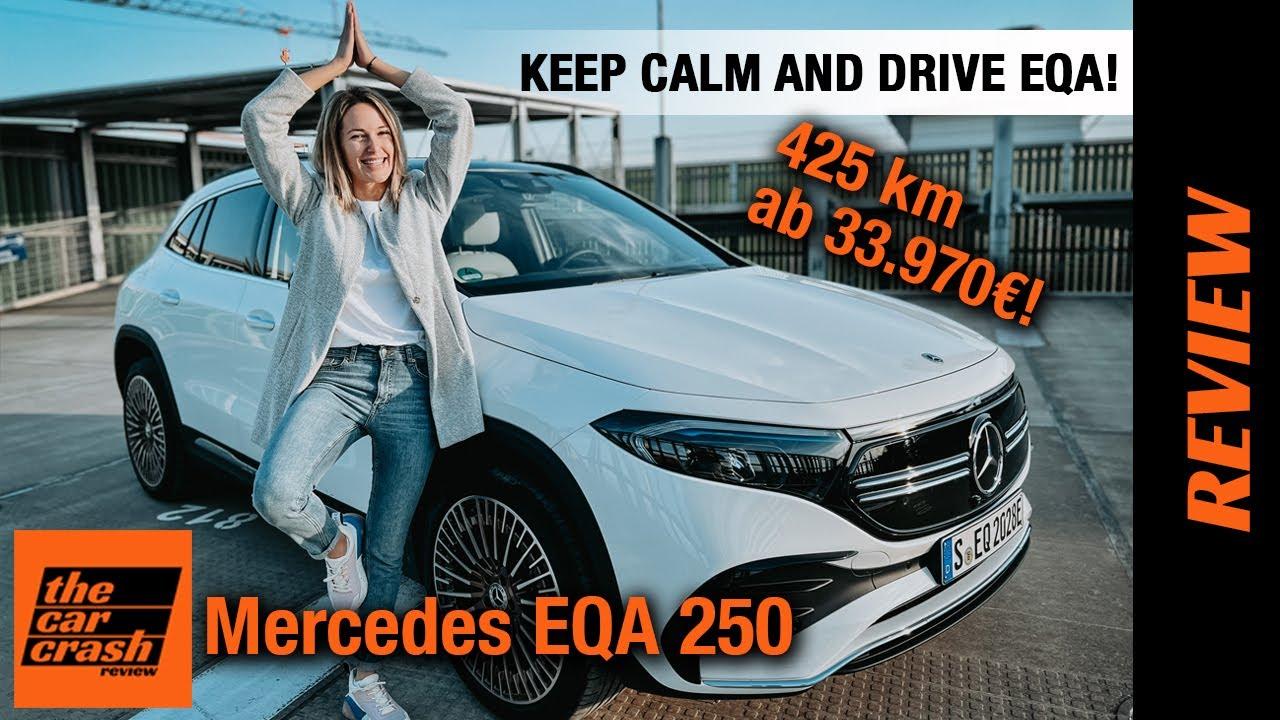 KEEP CALM AND DRIVE EQA!
425 km
ab 33.970€!
REVIEW
812
S EQ 2028E
D
the
car
crash
review
Mercedes EQA 250